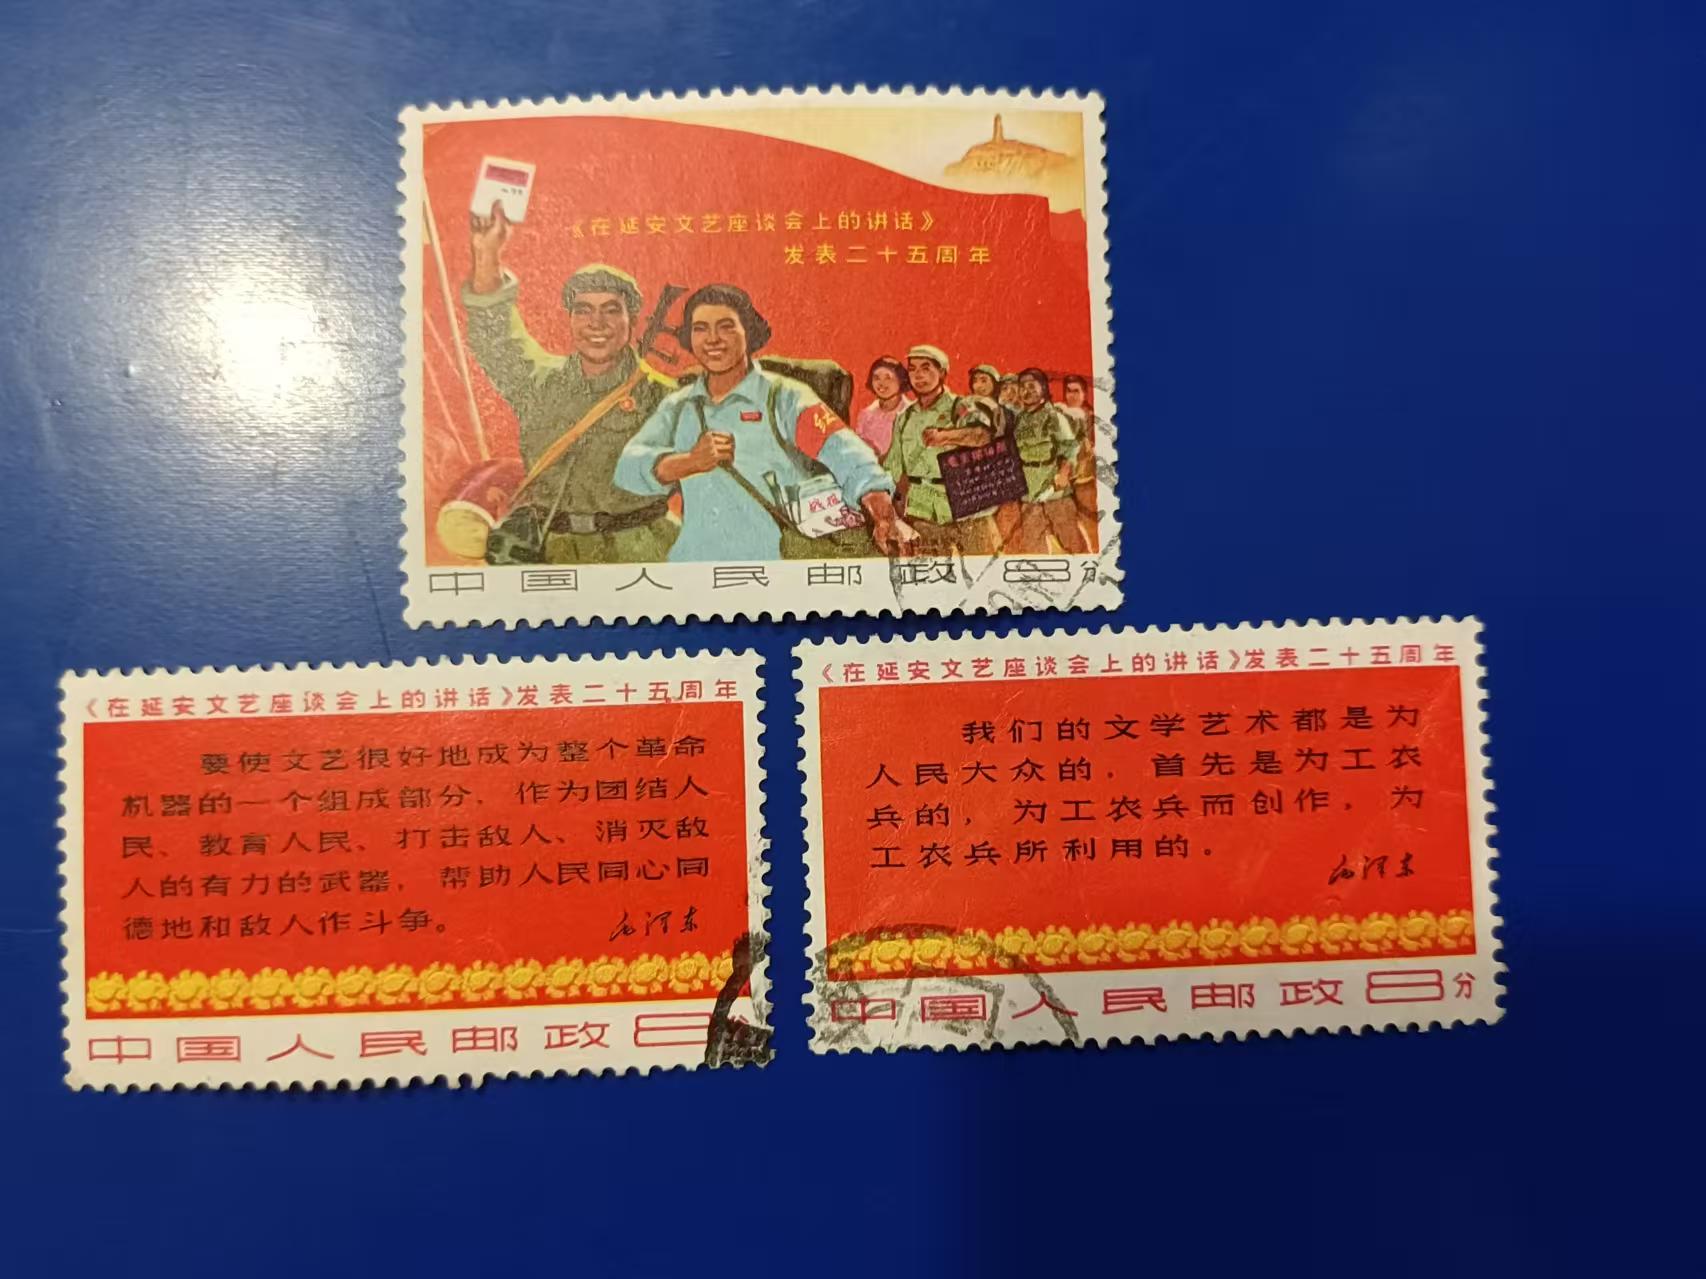 《在延安文艺座谈会上的讲话》
发表二十五周年
战报
红
中国人民邮政8分
《在延安文艺座谈会上的讲话》发表二十五周年
要使文艺很好地成为整个革命
机器的一个组成部分，作为团结人
民、教育人民、打击敌人、消灭敌
人的有力的武器，帮助人民同心同
德地和敌人作斗争。
毛泽东
中国人民邮政8分
《在延安文艺座谈会上的讲话》发表二十五周年
我们的文学艺术都是为
人民大众的，首先是为工农
兵的，为工农兵而创作，为
工农兵所利用的。
毛泽东
中国人民邮政8分